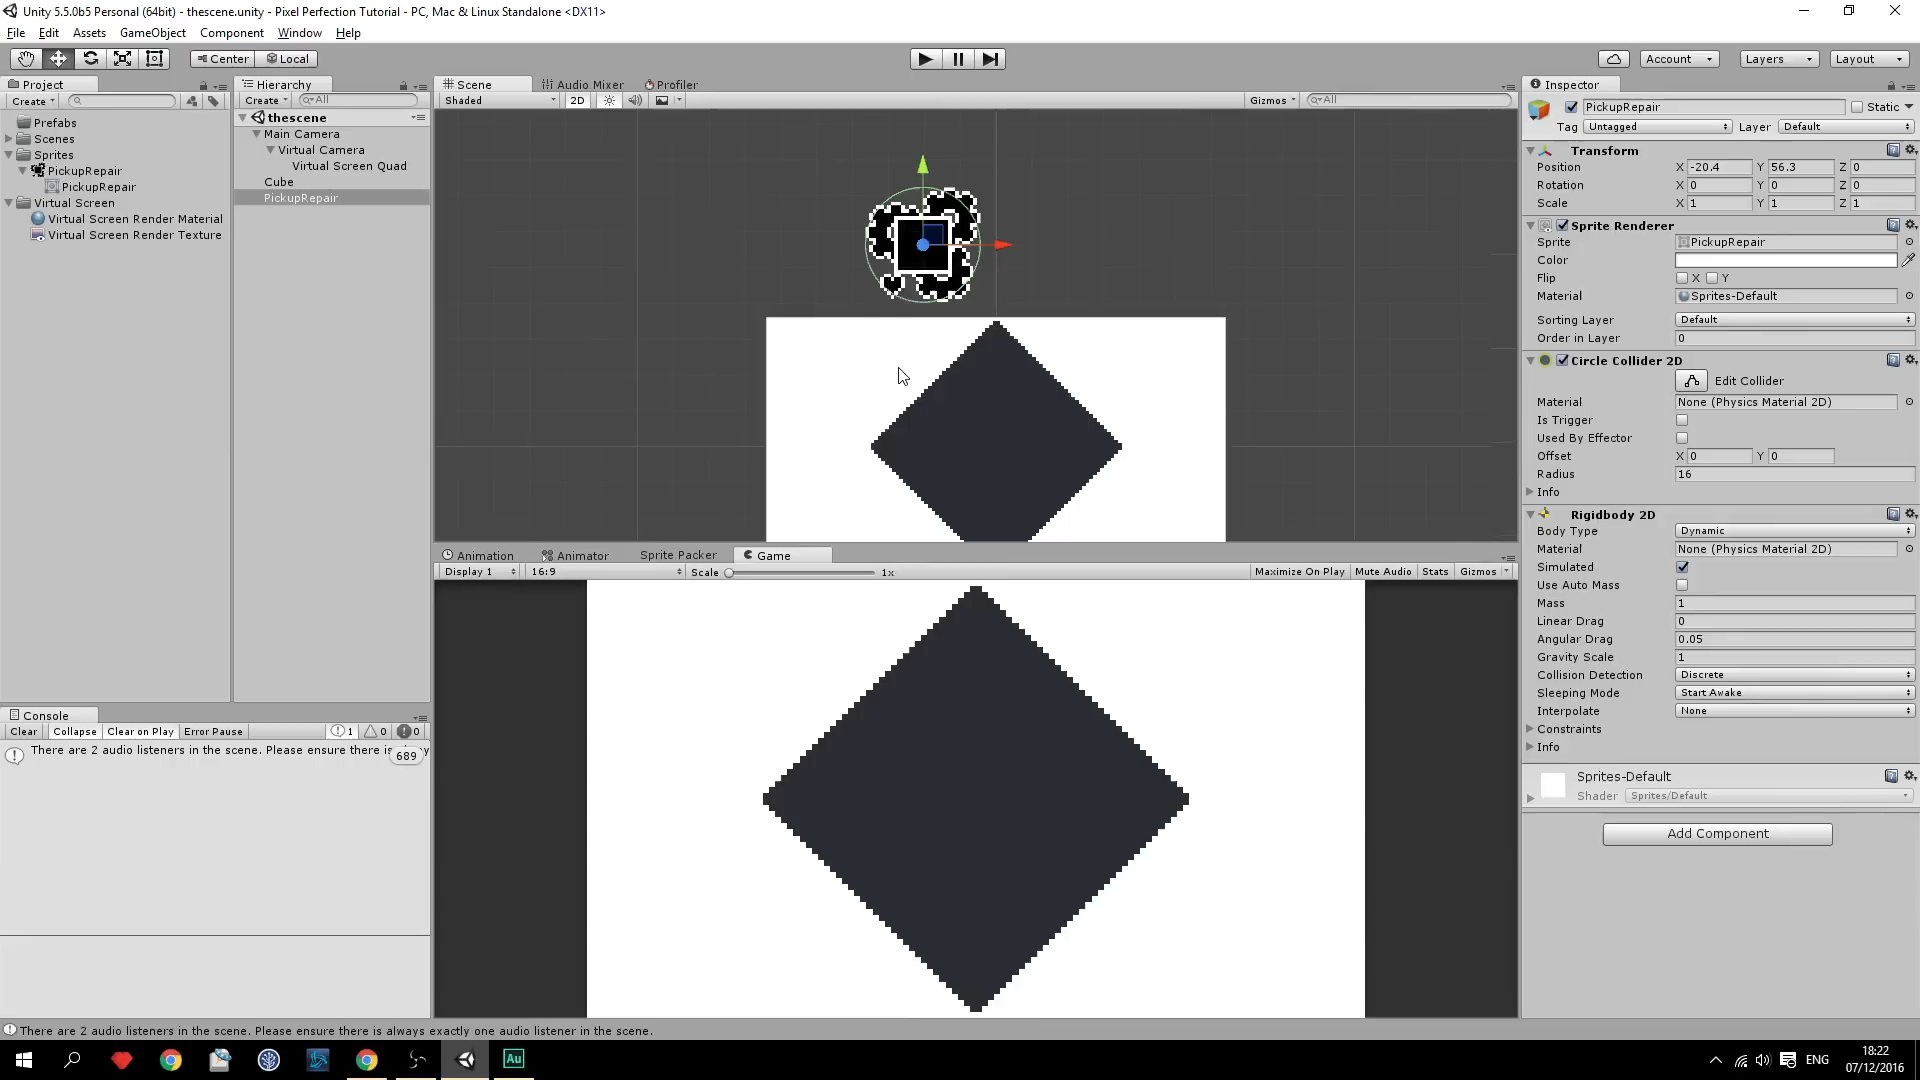 Unity 5.5.0b5 Personal (64bit) - thescene.unity - Pixel Perfection Tutorial - PC, Mac & Linux Standalone <DX11>
File Edit Assets GameObject Component Window Help
Center Local Account Layers Layout
Project
Create
Prefabs
Scenes
Sprites
PickupRepair
PickupRepair
Virtual Screen
Virtual Screen Render Material
Virtual Screen Render Texture
Hierarchy
Create All
thescene
Main Camera
Virtual Camera
Virtual Screen Quad
Cube
PickupRepair
Scene Audio Mixer Profiler
Shaded 2D Gizmos All
Animation Animator Sprite Packer Game
Display 1 16:9 Scale 1x Maximize On Play Mute Audio Stats Gizmos
Inspector
PickupRepair Static
Tag Untagged Layer Default
Transform
Position X -20.4 Y 56.3 Z 0
Rotation X 0 Y 0 Z 0
Scale X 1 Y 1 Z 1
Sprite Renderer
Sprite PickupRepair
Color
Flip X Y
Material Sprites-Default
Sorting Layer Default
Order in Layer 0
Circle Collider 2D
Edit Collider
Material None (Physics Material 2D)
Is Trigger
Used By Effector
Offset X 0 Y 0
Radius 16
Info
Rigidbody 2D
Body Type Dynamic
Material None (Physics Material 2D)
Simulated
Use Auto Mass
Mass 1
Linear Drag 0
Angular Drag 0.05
Gravity Scale 1
Collision Detection Discrete
Sleeping Mode Start Awake
Interpolate None
Constraints
Info
Sprites-Default
Shader Sprites/Default
Add Component
Console
Clear Collapse Clear on Play Error Pause 1 0 0
There are 2 audio listeners in the scene. Please ensure there is 689
There are 2 audio listeners in the scene. Please ensure there is always exactly one audio listener in the scene.
Au
ENG
18:22
07/12/2016